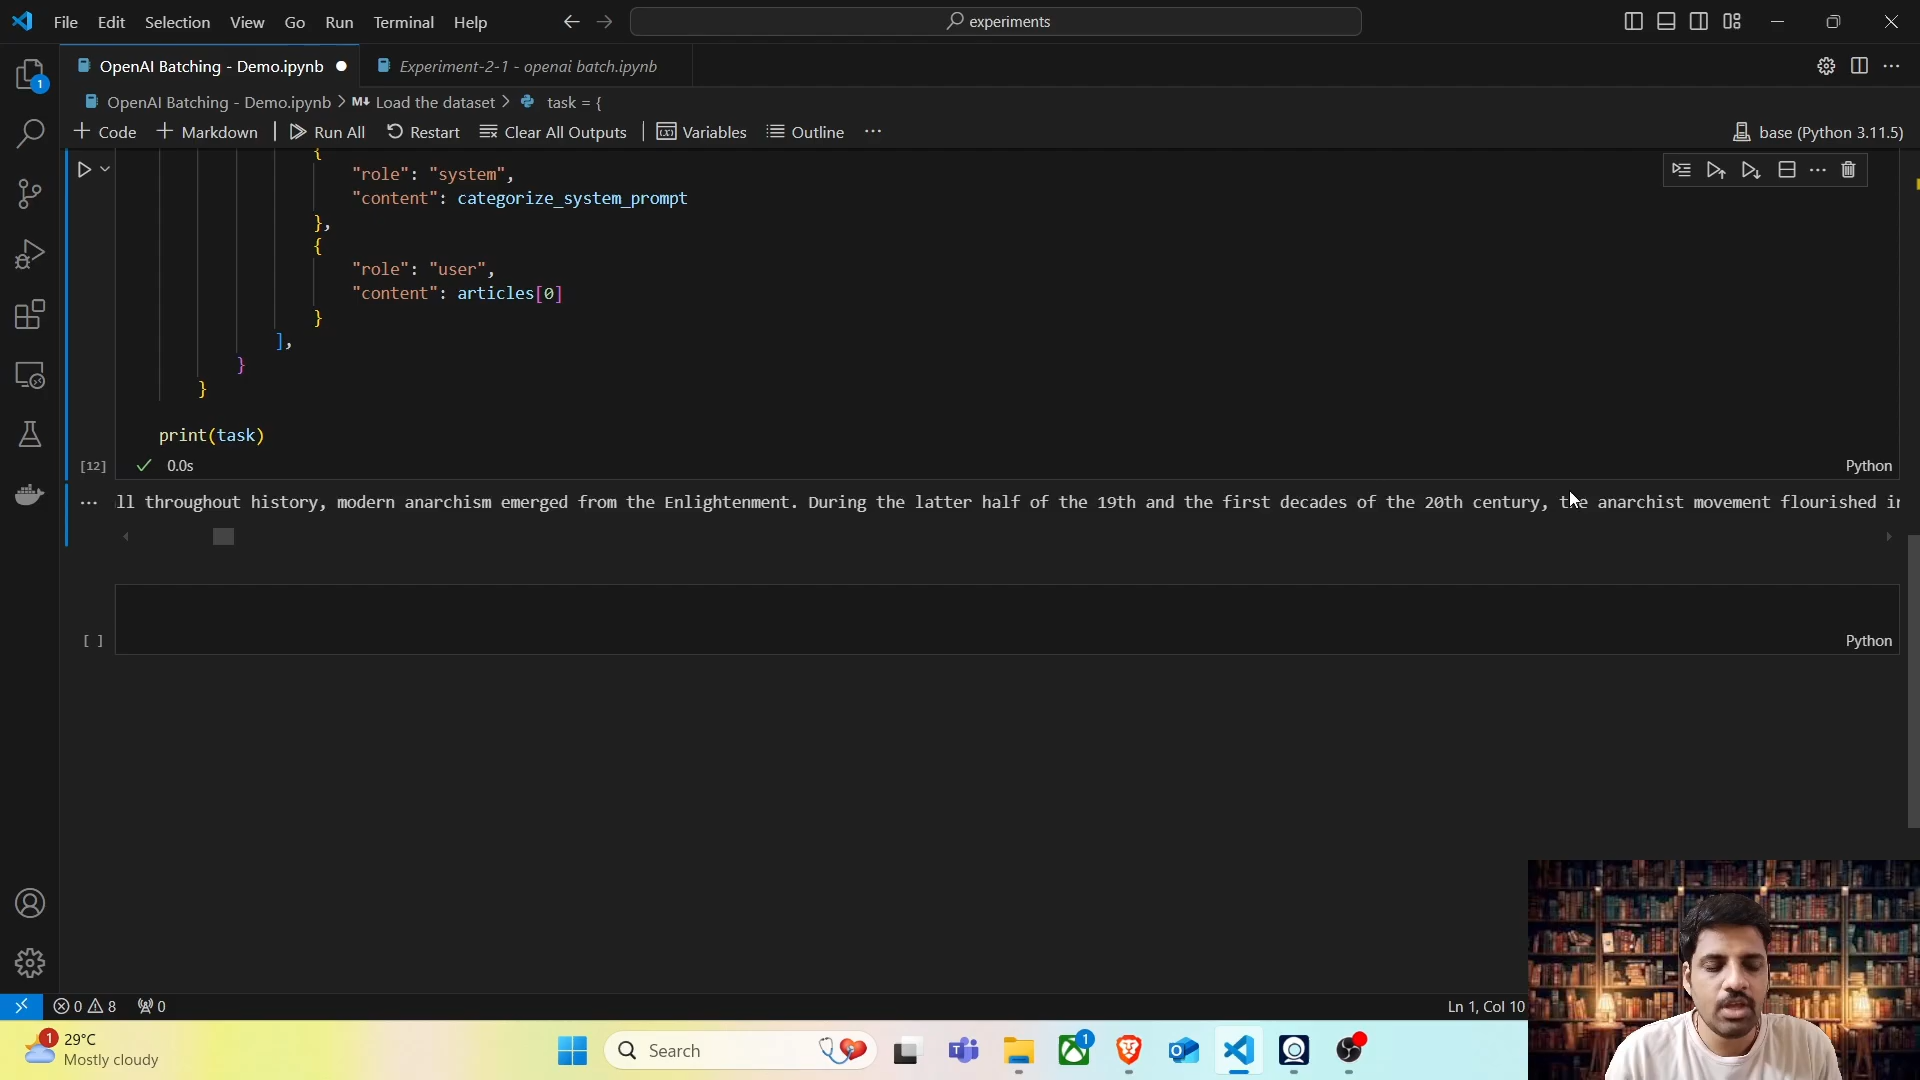 File Edit Selection View Go Run Terminal Help
experiments
1
OpenAI Batching - Demo.ipynb
Experiment-2-1 - openai batch.ipynb
OpenAI Batching - Demo.ipynb > M↓ Load the dataset > task = {
+ Code + Markdown | Run All Restart Clear All Outputs | Variables Outline ...
base (Python 3.11.5)
{
"role": "system",
"content": categorize_system_prompt
},
{
"role": "user",
"content": articles[0]
}
],
}
}
print(task)
[12]
0.0s
Python
ll throughout history, modern anarchism emerged from the Enlightenment. During the latter half of the 19th and the first decades of the 20th century, the anarchist movement flourished in
[ ]
Python
0 8 0
Ln 1, Col 10
1
29°C
Mostly cloudy
Search
1